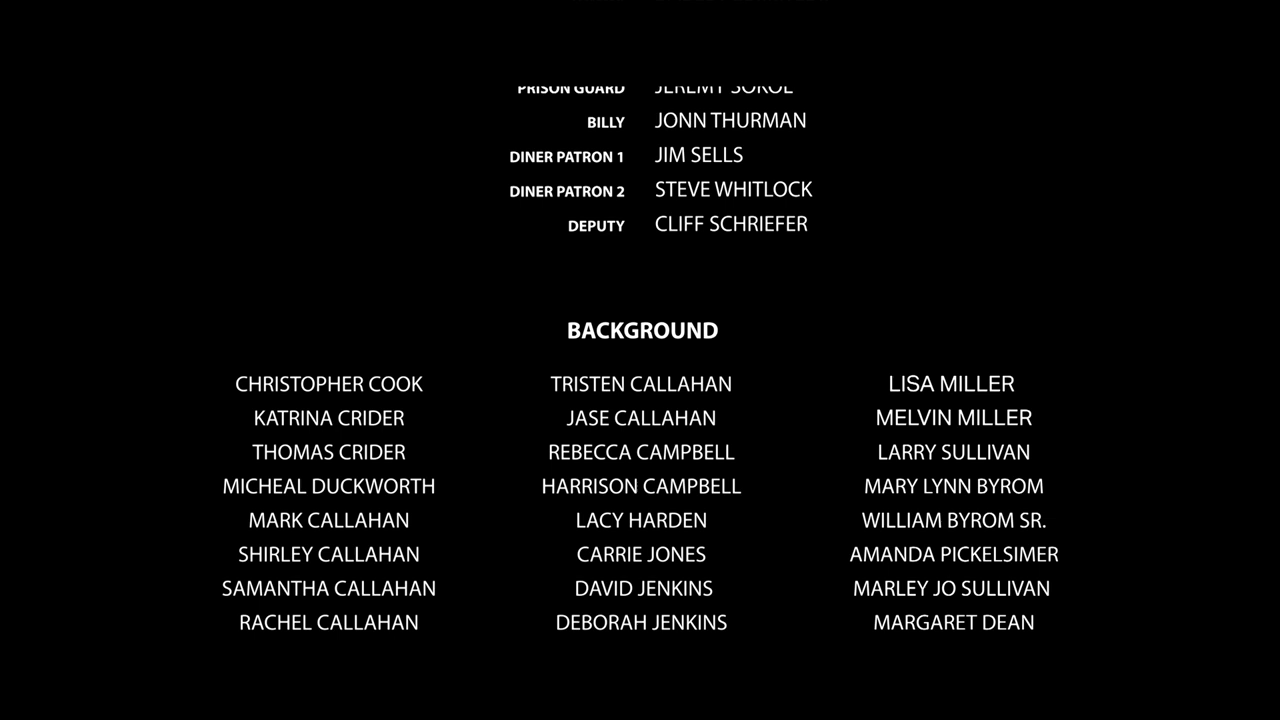 PRISON GUARD JEREMY SOKOL
BILLY JONN THURMAN
DINER PATRON 1 JIM SELLS
DINER PATRON 2 STEVE WHITLOCK
DEPUTY CLIFF SCHRIEFER
BACKGROUND
CHRISTOPHER COOK TRISTEN CALLAHAN LISA MILLER
KATRINA CRIDER JASE CALLAHAN MELVIN MILLER
THOMAS CRIDER REBECCA CAMPBELL LARRY SULLIVAN
MICHEAL DUCKWORTH HARRISON CAMPBELL MARY LYNN BYROM
MARK CALLAHAN LACY HARDEN WILLIAM BYROM SR.
SHIRLEY CALLAHAN CARRIE JONES AMANDA PICKELSIMER
SAMANTHA CALLAHAN DAVID JENKINS MARLEY JO SULLIVAN
RACHEL CALLAHAN DEBORAH JENKINS MARGARET DEAN